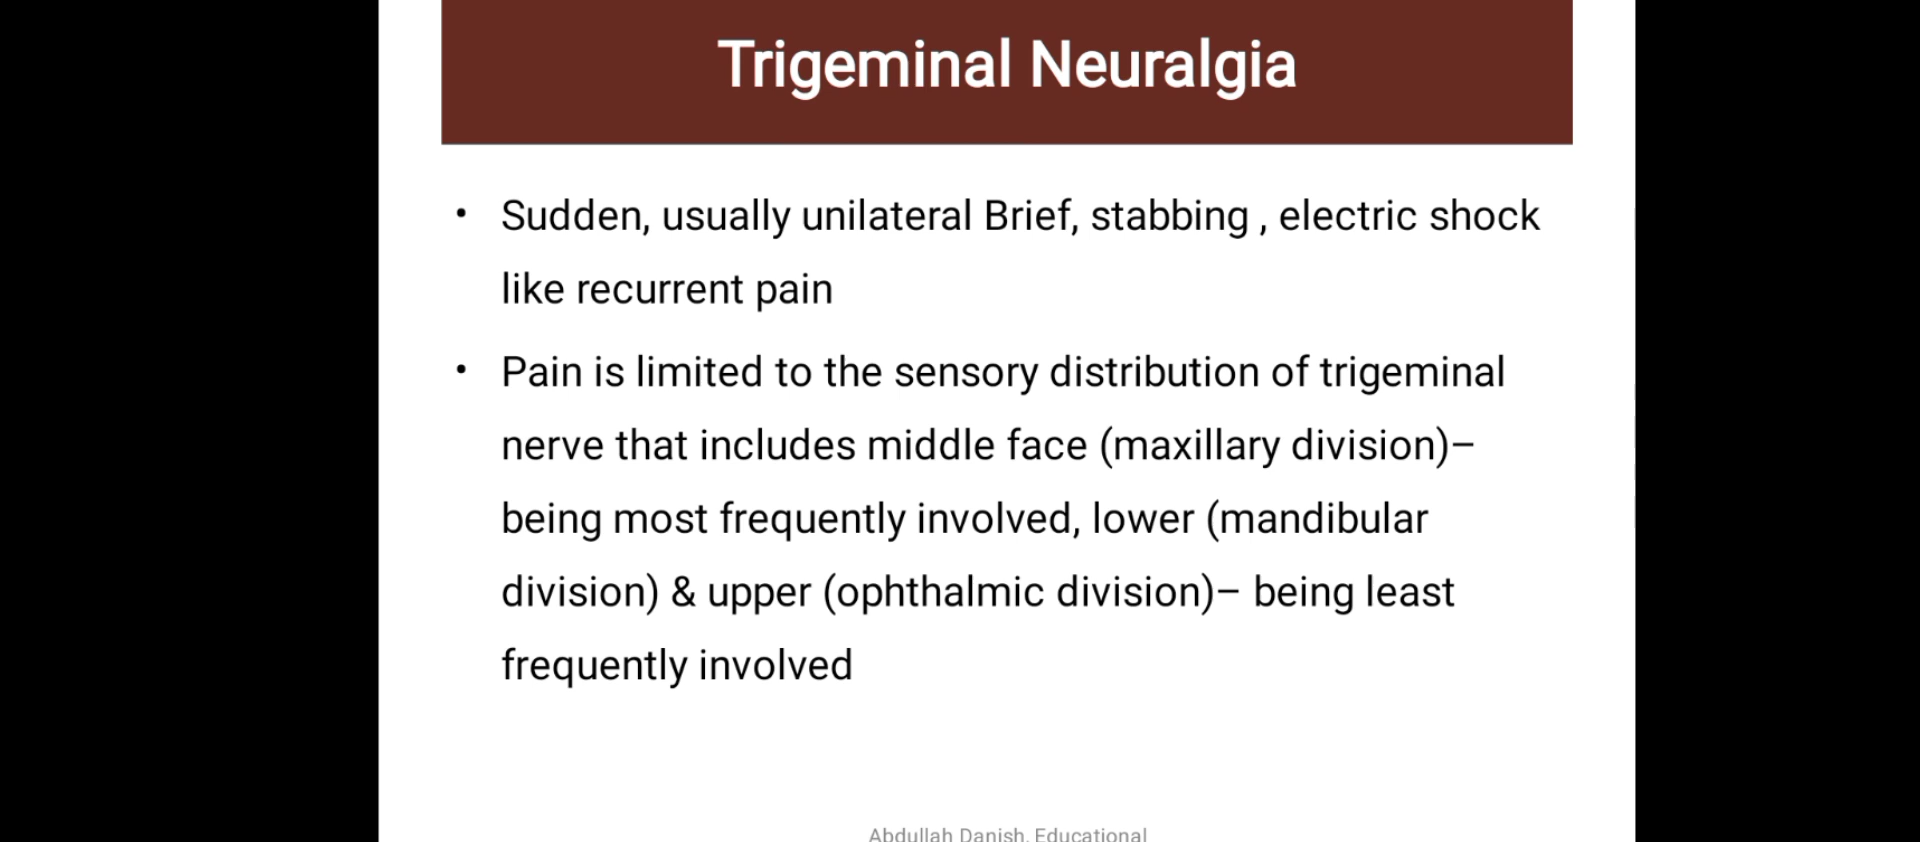 Trigeminal Neuralgia
• Sudden, usually unilateral Brief, stabbing , electric shock
like recurrent pain
• Pain is limited to the sensory distribution of trigeminal
nerve that includes middle face (maxillary division)–
being most frequently involved, lower (mandibular
division) & upper (ophthalmic division)– being least
frequently involved
Abdullah Danish, Educational